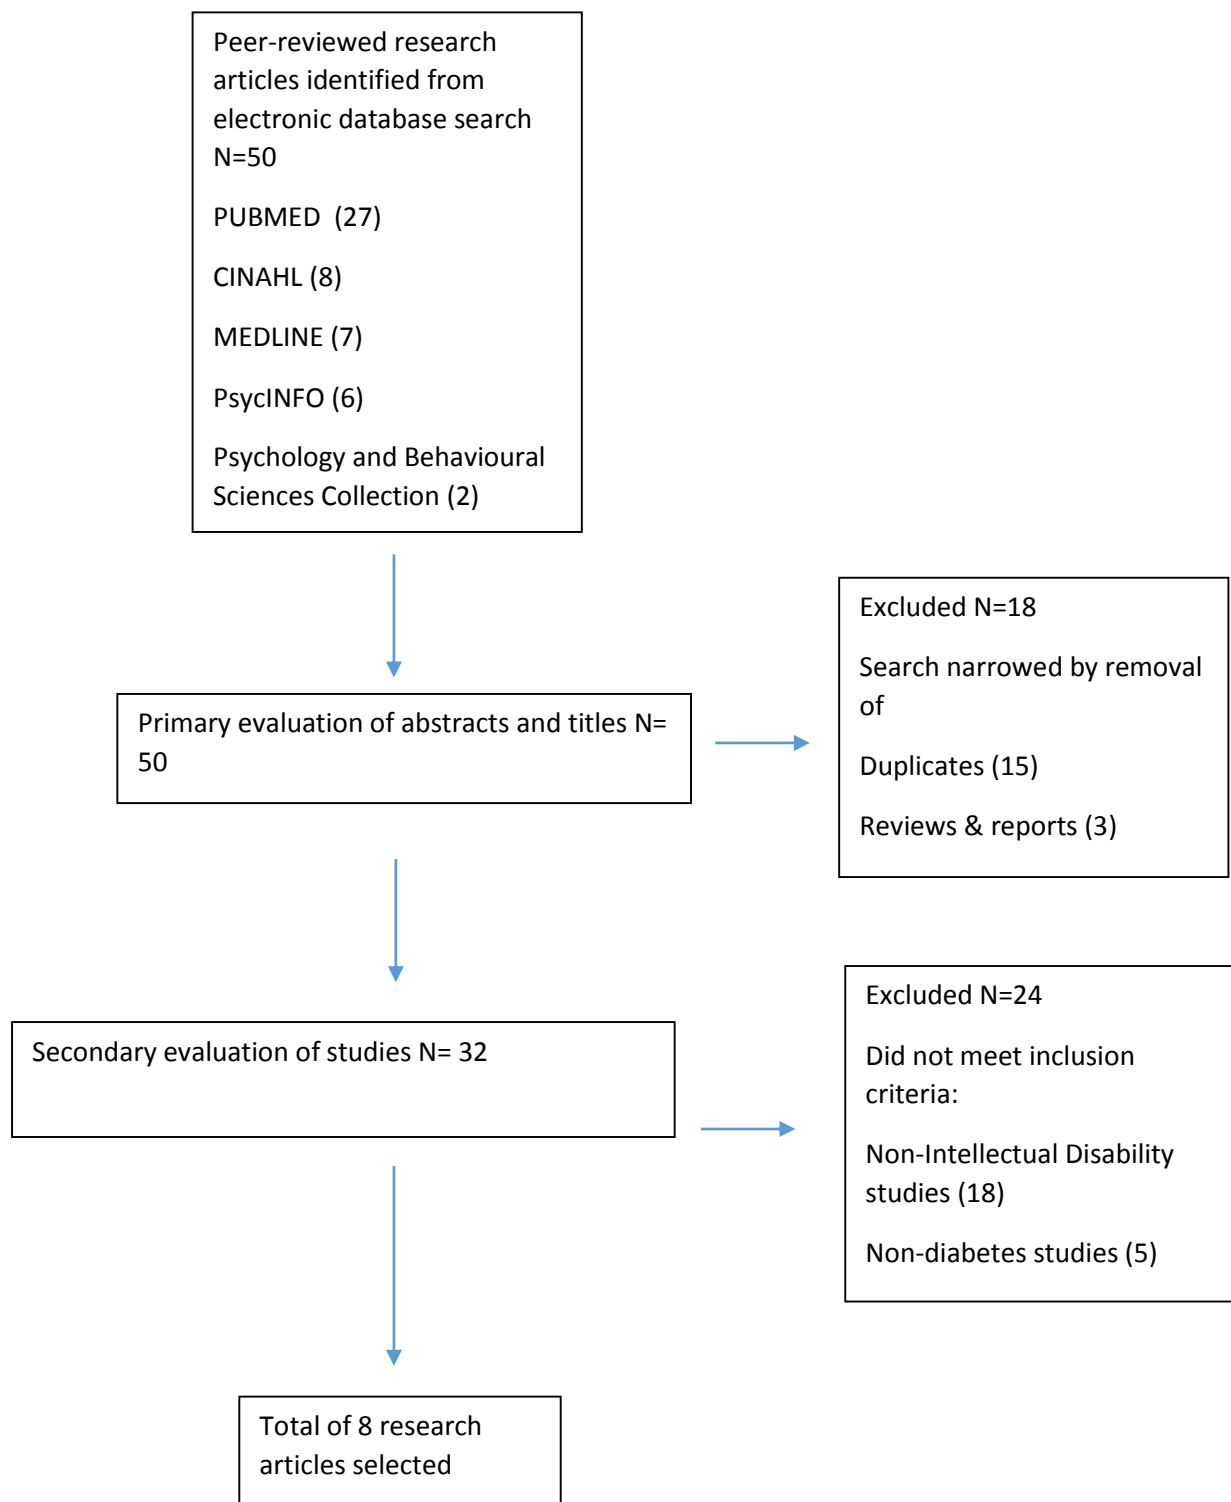 Peer-reviewed research
articles identified from
electronic database search
N=50
PUBMED  (27)
CINAHL (8)
MEDLINE (7)
PsycINFO (6)
Psychology and Behavioural
Sciences Collection (2)
Excluded N=18
Search narrowed by removal
of
Duplicates (15)
Reviews & reports (3)
Primary evaluation of abstracts and titles N=
50
Excluded N=24
Did not meet inclusion
criteria:
Non-Intellectual Disability
studies (18)
Non-diabetes studies (5)
Secondary evaluation of studies N= 32
Total of 8 research
articles selected